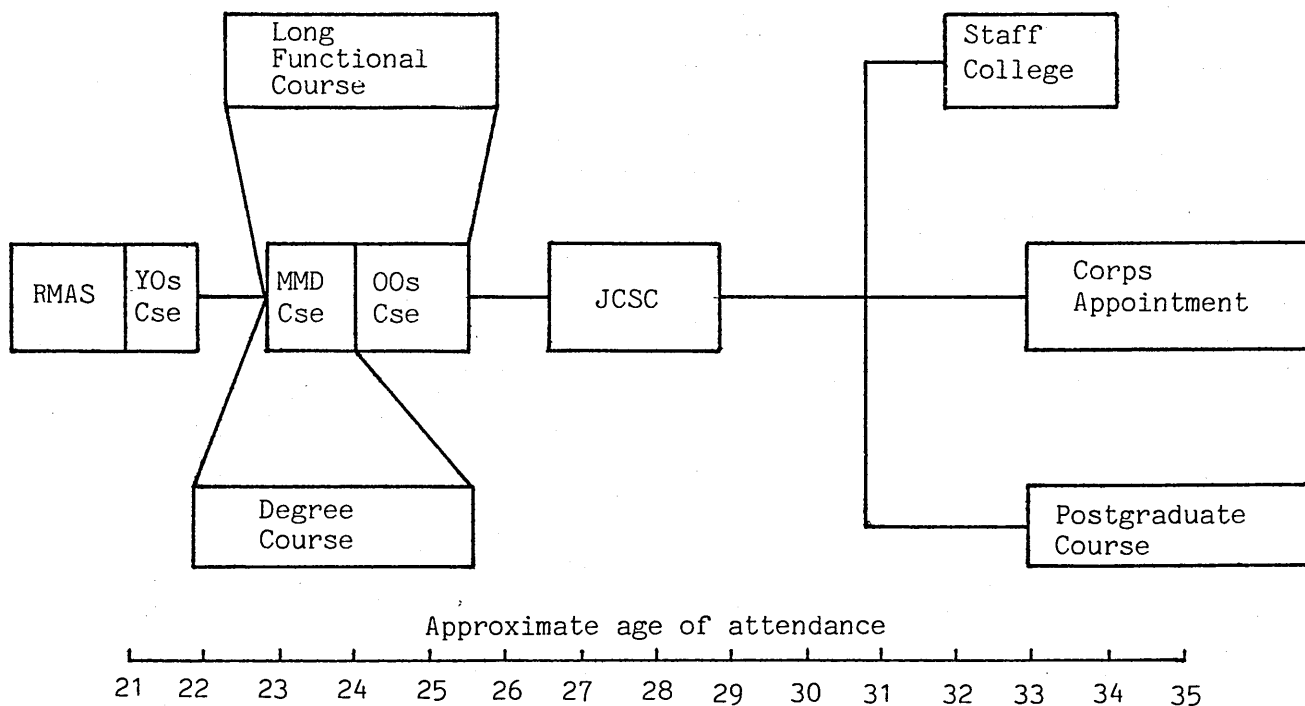 Long
Functional
Course
Staff
College
RMAS
YOs
Cse
MMD
Cse
OOs
Cse
JCSC
Corps
Appointment
Degree
Course
Postgraduate
Course
Approximate age of attendance
21 22 23 24 25 26 27 28 29 30 31 32 33 34 35